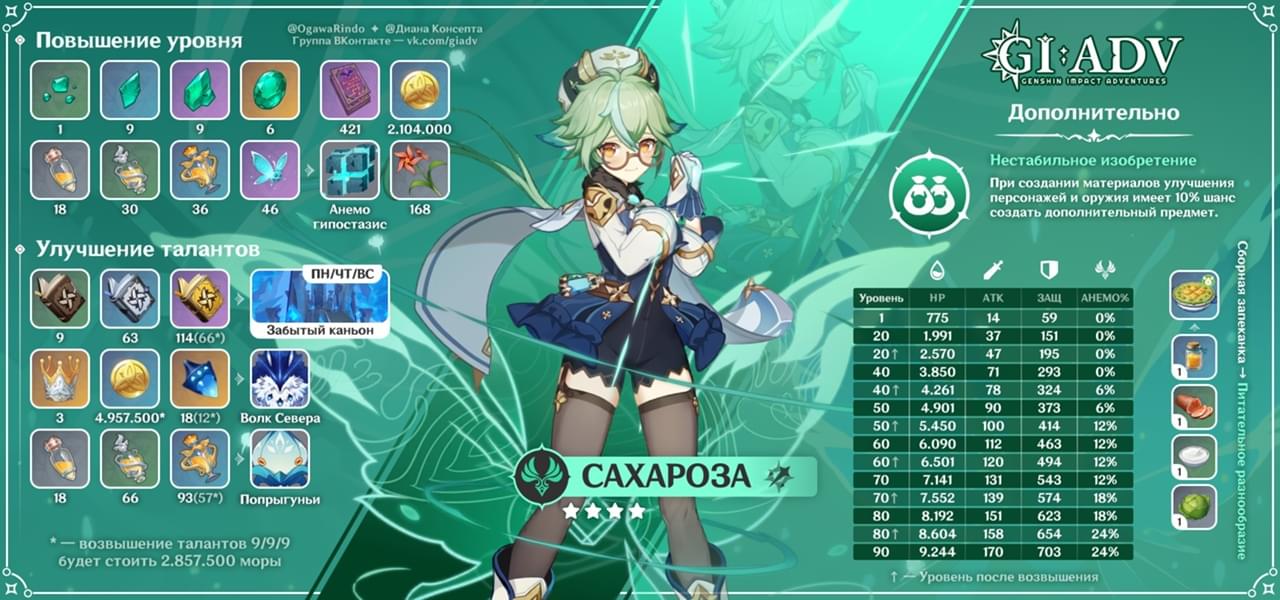 Повышение уровня
@OgawaRindo ✦ @Диана Консепта
Группа ВКонтакте — vk.com/giadv
1 9 9 6 421 2.104.000
18 30 36 46 Анемо гипостазис 168
Улучшение талантов
9 63 114(66*)
ПН/ЧТ/ВС
Забытый каньон
3 4.957.500* 18(12*) Волк Севера
18 66 93(57*) Попрыгуньи
* — возвышение талантов 9/9/9
будет стоить 2.857.500 моры
САХАРОЗА
GI·ADV
GENSHIN IMPACT ADVENTURES
Дополнительно
Нестабильное изобретение
При создании материалов улучшения
персонажей и оружия имеет 10% шанс
создать дополнительный предмет.
Уровень HP АТК ЗАЩ АНЕМО%
1 775 14 59 0%
20 1.991 37 151 0%
20↑ 2.570 47 195 0%
40 3.850 71 293 0%
40↑ 4.261 78 324 6%
50 4.901 90 373 6%
50↑ 5.450 100 414 12%
60 6.090 112 463 12%
60↑ 6.501 120 494 12%
70 7.141 131 543 12%
70↑ 7.552 139 574 18%
80 8.192 151 623 18%
80↑ 8.604 158 654 24%
90 9.244 170 703 24%
↑ — Уровень после возвышения
1
1
1
1
Сборная запеканка → Питательное разнообразие